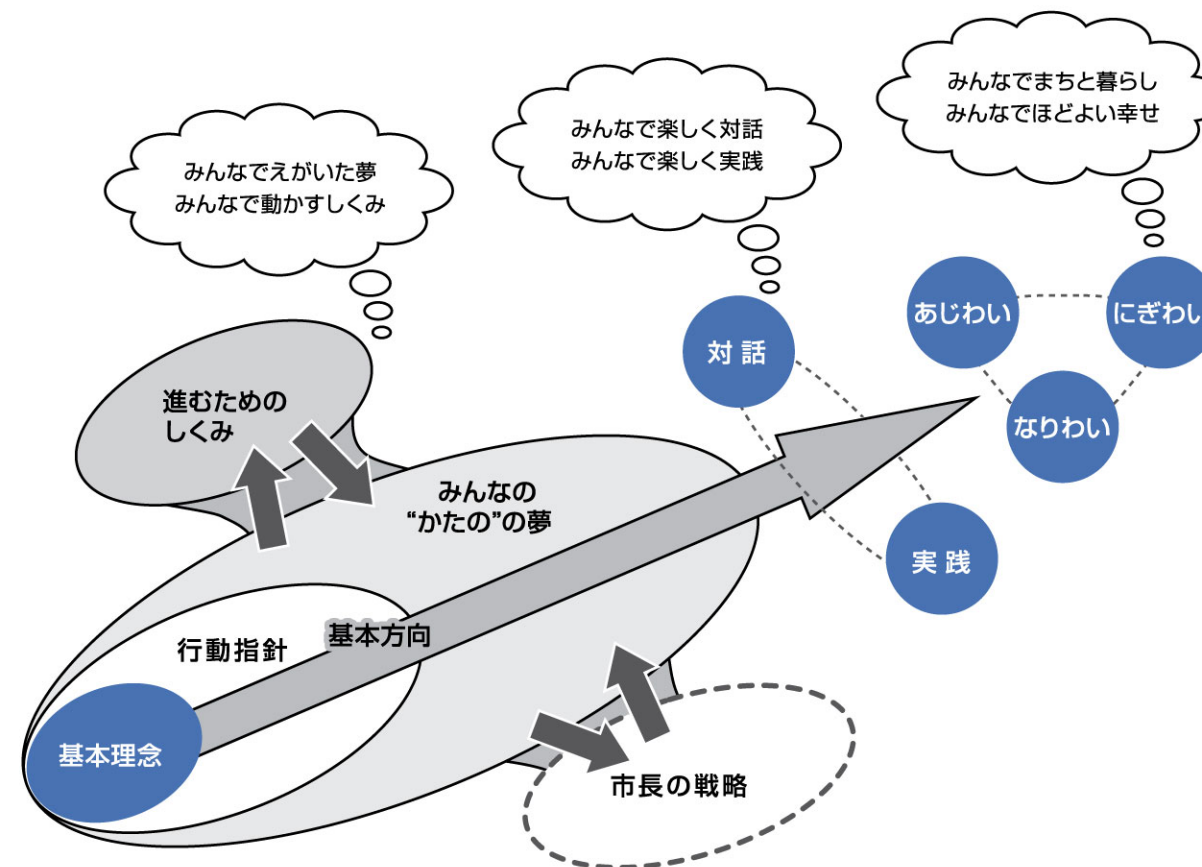 みんなでまちと暮らし
みんなでほどよい幸せ
みんなで楽しく対話
みんなで楽しく実践
みんなでえがいた夢
みんなで動かすしくみ
あじわい
にぎわい
なりわい
対話
実践
進むための
しくみ
みんなの
“かたの”の夢
基本方向
行動指針
基本理念
市長の戦略